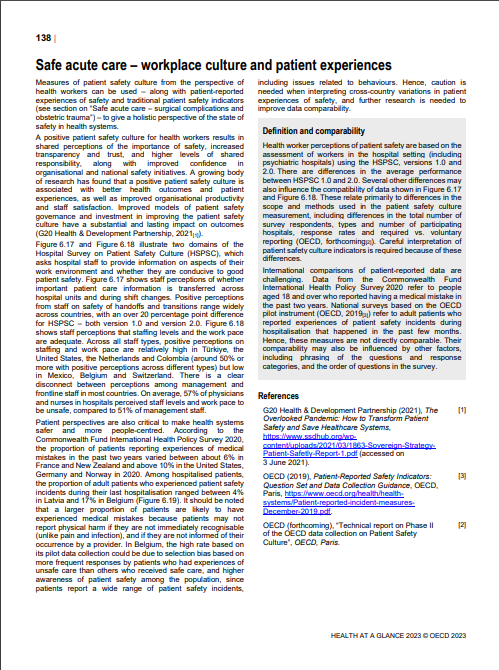 138 |
Safe acute care – workplace culture and patient experiences
Measures of patient safety culture from the perspective of
health workers can be used – along with patient-reported
experiences of safety and traditional patient safety indicators
(see section on “Safe acute care – surgical complications and
obstetric trauma”) – to give a holistic perspective of the state of
safety in health systems.
A positive patient safety culture for health workers results in
shared perceptions of the importance of safety, increased
transparency and trust, and higher levels of shared
responsibility, along with improved confidence in
organisational and national safety initiatives. A growing body
of research has found that a positive patient safety culture is
associated with better health outcomes and patient
experiences, as well as improved organisational productivity
and staff satisfaction. Improved models of patient safety
governance and investment in improving the patient safety
culture have a substantial and lasting impact on outcomes
(G20 Health & Development Partnership, 2021[1]).
Figure 6.17 and Figure 6.18 illustrate two domains of the
Hospital Survey on Patient Safety Culture (HSPSC), which
asks hospital staff to provide information on aspects of their
work environment and whether they are conducive to good
patient safety. Figure 6.17 shows staff perceptions of whether
important patient care information is transferred across
hospital units and during shift changes. Positive perceptions
from staff on safety of handoffs and transitions range widely
across countries, with an over 20 percentage point difference
for HSPSC – both version 1.0 and version 2.0. Figure 6.18
shows staff perceptions that staffing levels and the work pace
are adequate. Across all staff types, positive perceptions on
staffing and work pace are relatively high in Türkiye, the
United States, the Netherlands and Colombia (around 50% or
more with positive perceptions across different types) but low
in Mexico, Belgium and Switzerland. There is a clear
disconnect between perceptions among management and
frontline staff in most countries. On average, 57% of physicians
and nurses in hospitals perceived staff levels and work pace to
be unsafe, compared to 51% of management staff.
Patient perspectives are also critical to make health systems
safer and more people-centred. According to the
Commonwealth Fund International Health Policy Survey 2020,
the proportion of patients reporting experiences of medical
mistakes in the past two years varied between about 6% in
France and New Zealand and above 10% in the United States,
Germany and Norway in 2020. Among hospitalised patients,
the proportion of adult patients who experienced patient safety
incidents during their last hospitalisation ranged between 4%
in Latvia and 17% in Belgium (Figure 6.19). It should be noted
that a larger proportion of patients are likely to have
experienced medical mistakes because patients may not
report physical harm if they are not immediately recognisable
(unlike pain and infection), and if they are not informed of their
occurrence by a provider. In Belgium, the high rate based on
its pilot data collection could be due to selection bias based on
more frequent responses by patients who had experiences of
unsafe care than others who received safe care, and higher
awareness of patient safety among the population, since
patients report a wide range of patient safety incidents,
including issues related to behaviours. Hence, caution is
needed when interpreting cross-country variations in patient
experiences of safety, and further research is needed to
improve data comparability.
Definition and comparability
Health worker perceptions of patient safety are based on the
assessment of workers in the hospital setting (including
psychiatric hospitals) using the HSPSC, versions 1.0 and
2.0. There are differences in the average performance
between HSPSC 1.0 and 2.0. Several other differences may
also influence the compatibility of data shown in Figure 6.17
and Figure 6.18. These relate primarily to differences in the
scope and methods used in the patient safety culture
measurement, including differences in the total number of
survey respondents, types and number of participating
hospitals, response rates and required vs. voluntary
reporting (OECD, forthcoming[2]). Careful interpretation of
patient safety culture indicators is required because of these
differences.
International comparisons of patient-reported data are
challenging. Data from the Commonwealth Fund
International Health Policy Survey 2020 refer to people
aged 18 and over who reported having a medical mistake in
the past two years. National surveys based on the OECD
pilot instrument (OECD, 2019[3]) refer to adult patients who
reported experiences of patient safety incidents during
hospitalisation that happened in the past few months.
Hence, these measures are not directly comparable. Their
comparability may also be influenced by other factors,
including phrasing of the questions and response
categories, and the order of questions in the survey.
References
G20 Health & Development Partnership (2021), The [1]
Overlooked Pandemic: How to Transform Patient
Safety and Save Healthcare Systems,
https://www.ssdhub.org/wp-
content/uploads/2021/03/1863-Sovereign-Strategy-
Patient-Saftely-Report-1.pdf (accessed on
3 June 2021).
OECD (2019), Patient-Reported Safety Indicators: [3]
Question Set and Data Collection Guidance, OECD,
Paris, https://www.oecd.org/health/health-
systems/Patient-reported-incident-measures-
December-2019.pdf.
OECD (forthcoming), “Technical report on Phase II [2]
of the OECD data collection on Patient Safety
Culture”, OECD, Paris.
HEALTH AT A GLANCE 2023 © OECD 2023